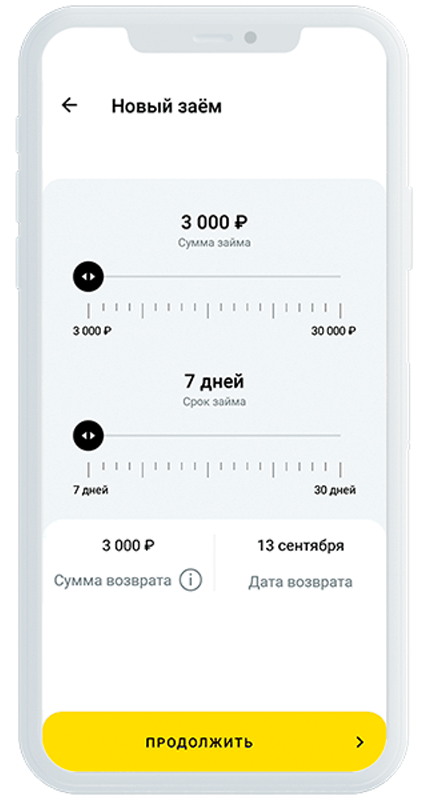 Новый заём
3 000 ₽
Сумма займа
3 000 ₽ 30 000 ₽
7 дней
Срок займа
7 дней 30 дней
3 000 ₽ 13 сентября
Сумма возврата Дата возврата
ПРОДОЛЖИТЬ